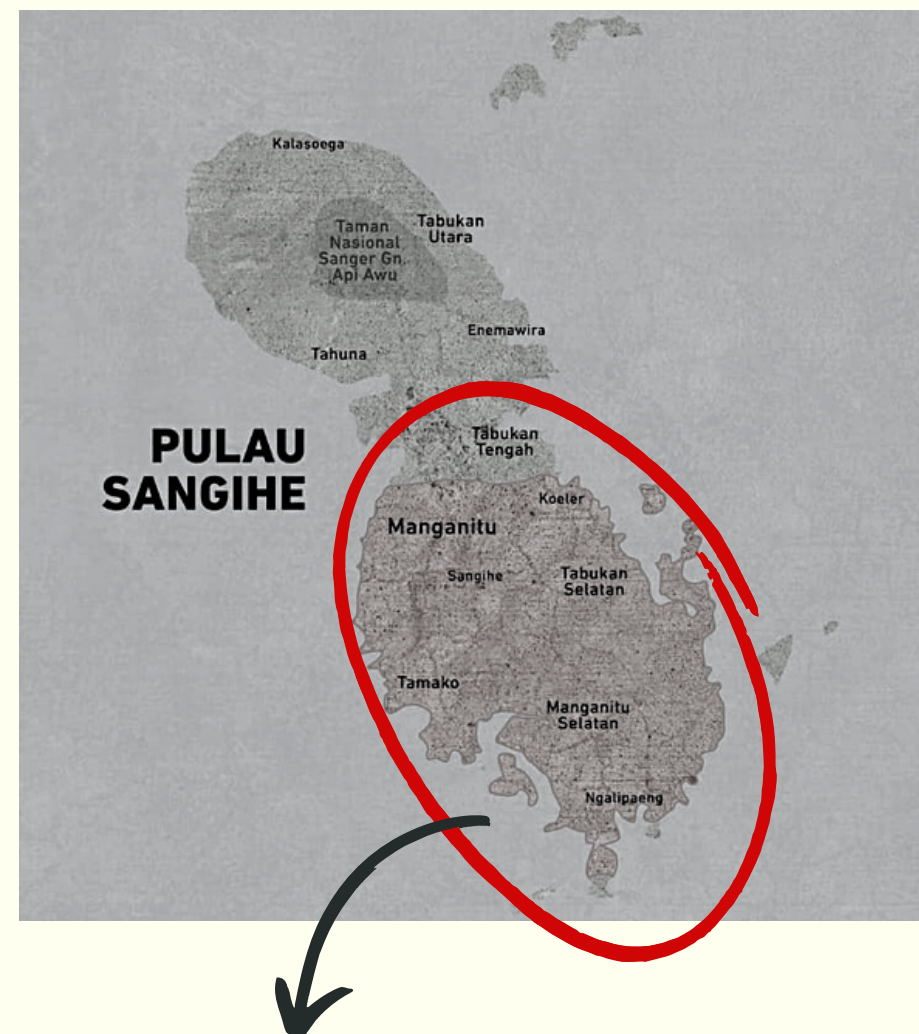 Kalasoega
Taman
Nasional
Sanger Gn.
Api Awu
Tabukan
Utara
Enemawira
Tahuna
PULAU
SANGIHE
Tabukan
Tengah
Koeler
Manganitu
Sangihe
Tabukan
Selatan
Tamako
Manganitu
Selatan
Ngalipaeng